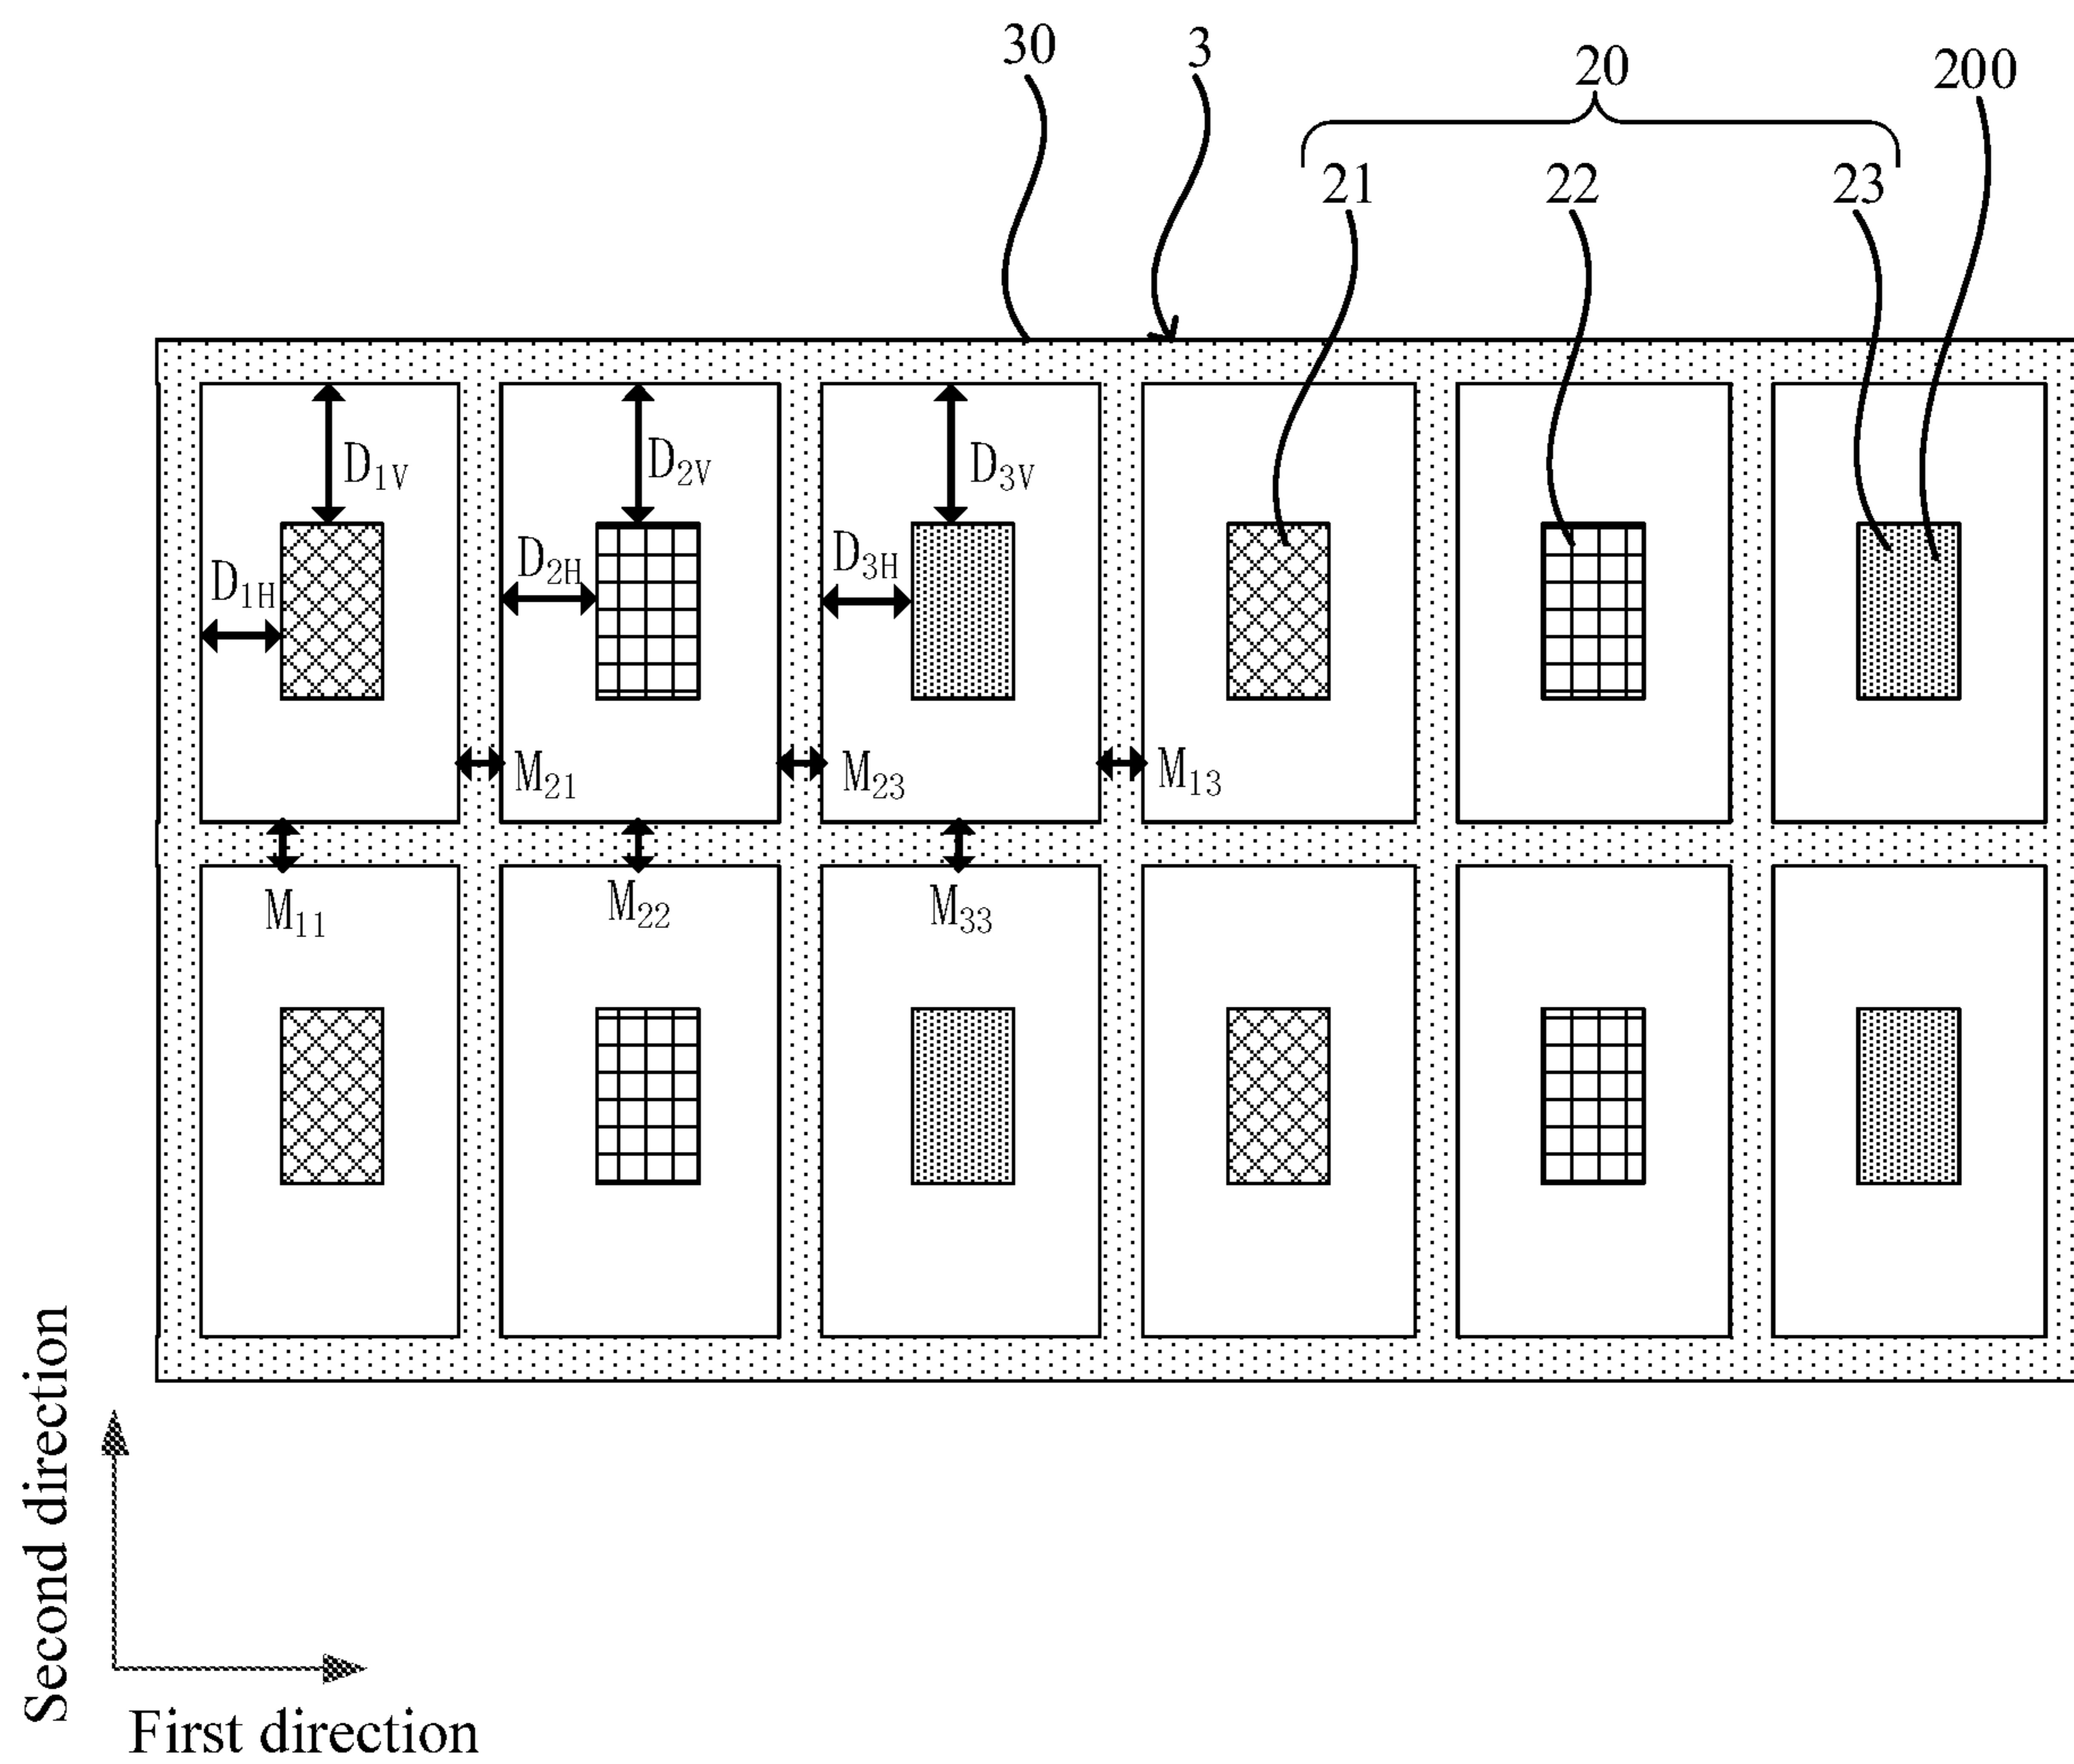 30
3
20
200
21
22
23
D1V
D2V
D3V
D1H
D2H
D3H
M21
M23
M13
M11
M22
M33
Second direction
First direction